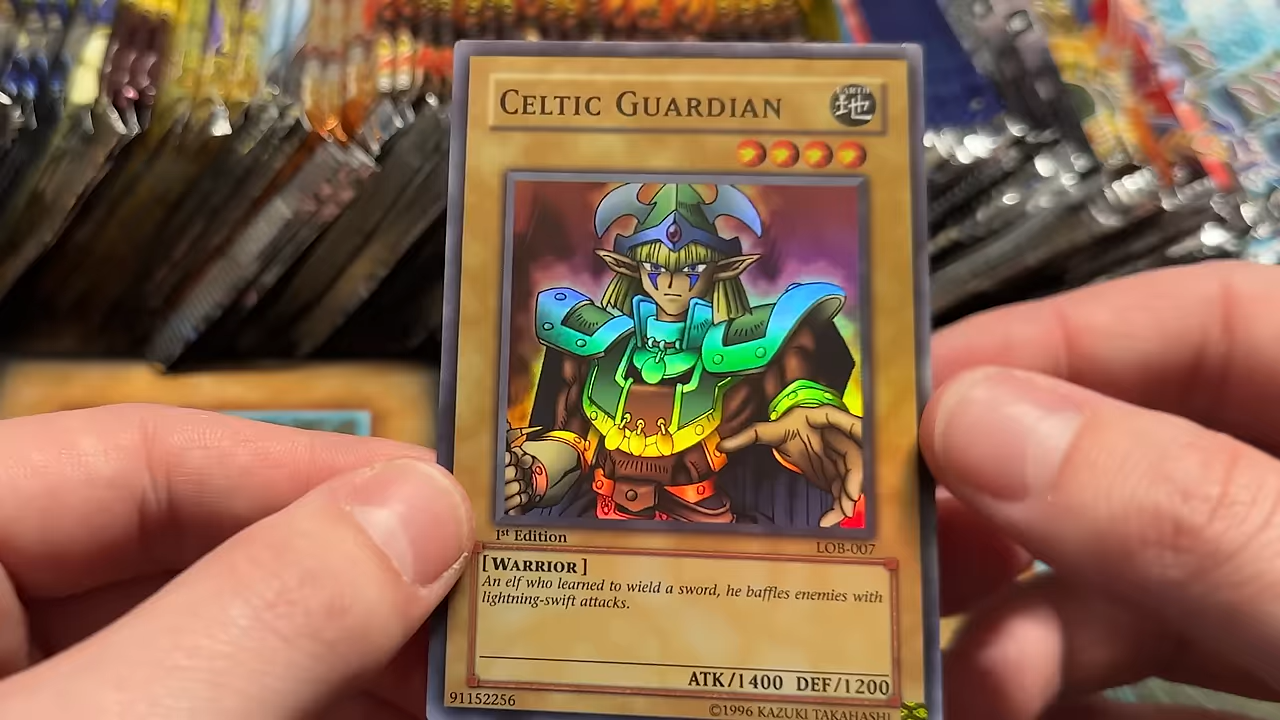 CELTIC GUARDIAN
EARTH
地
1st Edition
LOB-007
[WARRIOR]
An elf who learned to wield a sword, he baffles enemies with
lightning-swift attacks.
ATK/1400 DEF/1200
91152256
©1996 KAZUKI TAKAHASHI